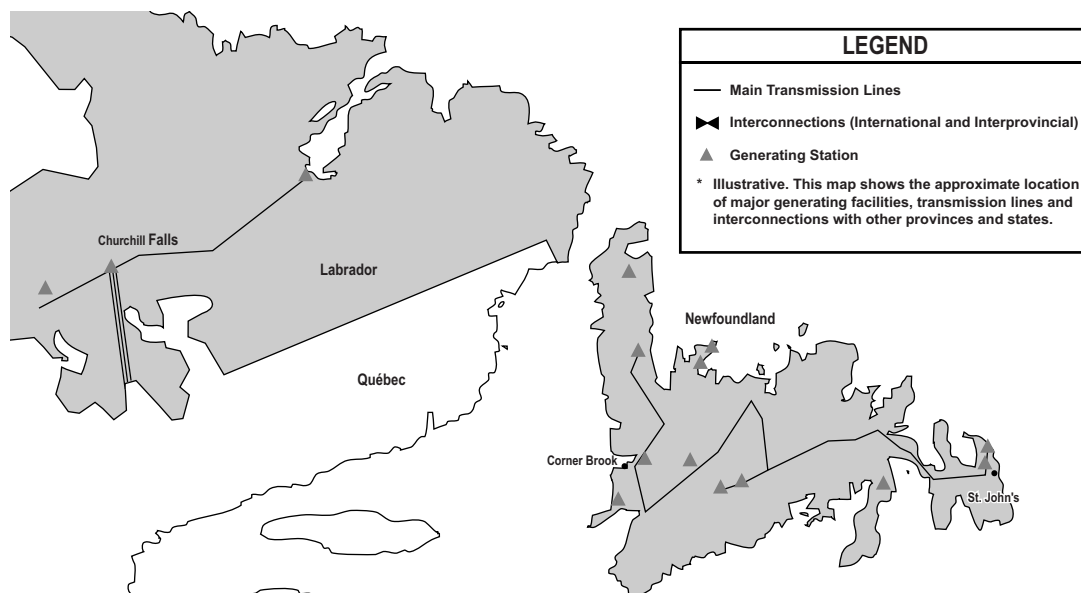 LEGEND
Main Transmission Lines
Interconnections (International and Interprovincial)
Generating Station
* Illustrative. This map shows the approximate location
of major generating facilities, transmission lines and
interconnections with other provinces and states.
Churchill Falls
Labrador
Newfoundland
Québec
Corner Brook
St. John's